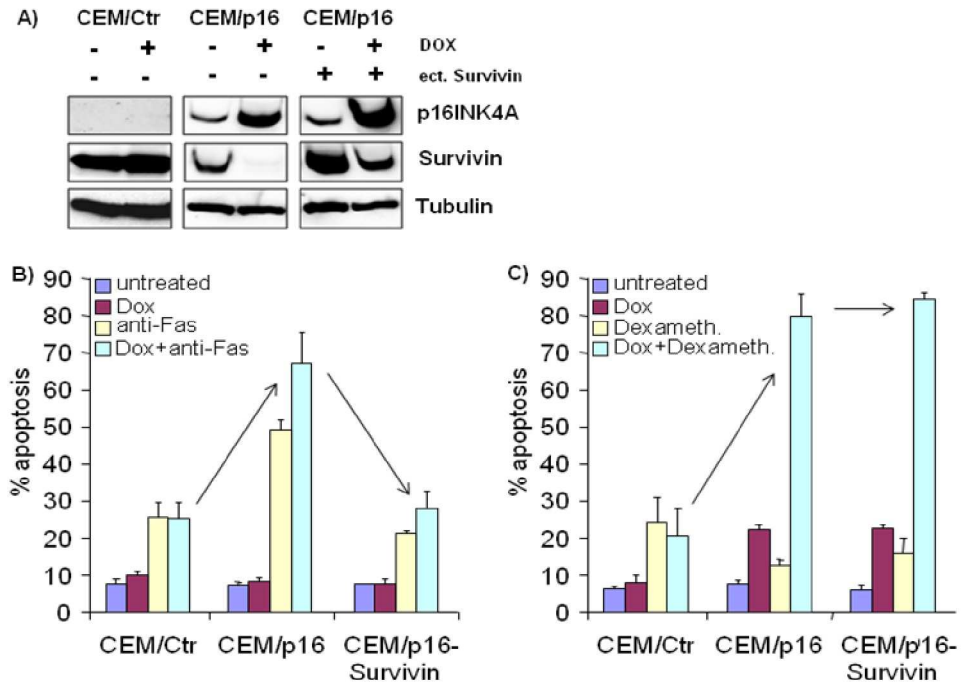 A)
CEM/Ctr CEM/p16 CEM/p16
- + - + - + DOX
- - - - + + ect. Survivin
p16INK4A
Survivin
Tubulin
B)
90
80
70
60
50
40
30
20
10
0
% apoptosis
untreated
Dox
anti-Fas
Dox+anti-Fas
CEM/Ctr CEM/p16 CEM/p16-
Survivin
C)
90
80
70
60
50
40
30
20
10
0
% apoptosis
untreated
Dox
Dexameth.
Dox+Dexameth.
CEM/Ctr CEM/p16 CEM/p16-
Survivin